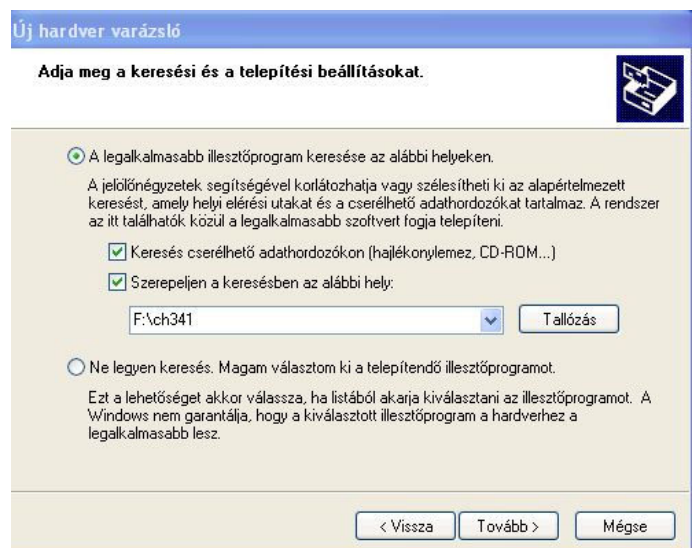 Új hardver varázsló
Adja meg a keresési és a telepítési beállításokat.
A legalkalmasabb illesztőprogram keresése az alábbi helyeken.
A jelölőnégyzetek segítségével korlátozhatja vagy szélesítheti ki az alapértelmezett
keresést, amely helyi elérési utakat és a cserélhető adathordozókat tartalmaz. A rendszer
az itt találhatók közül a legalkalmasabb szoftvert fogja telepíteni.
Keresés cserélhető adathordozókon (hajlékonylemez, CD-ROM...)
Szerepeljen a keresésben az alábbi hely:
F:\ch341
Tallózás
Ne legyen keresés. Magam választom ki a telepítendő illesztőprogramot.
Ezt a lehetőséget akkor válassza, ha listából akarja kiválasztani az illesztőprogramot. A
Windows nem garantálja, hogy a kiválasztott illesztőprogram a hardverhez a
legalkalmasabb lesz.
< Vissza Tovább > Mégse